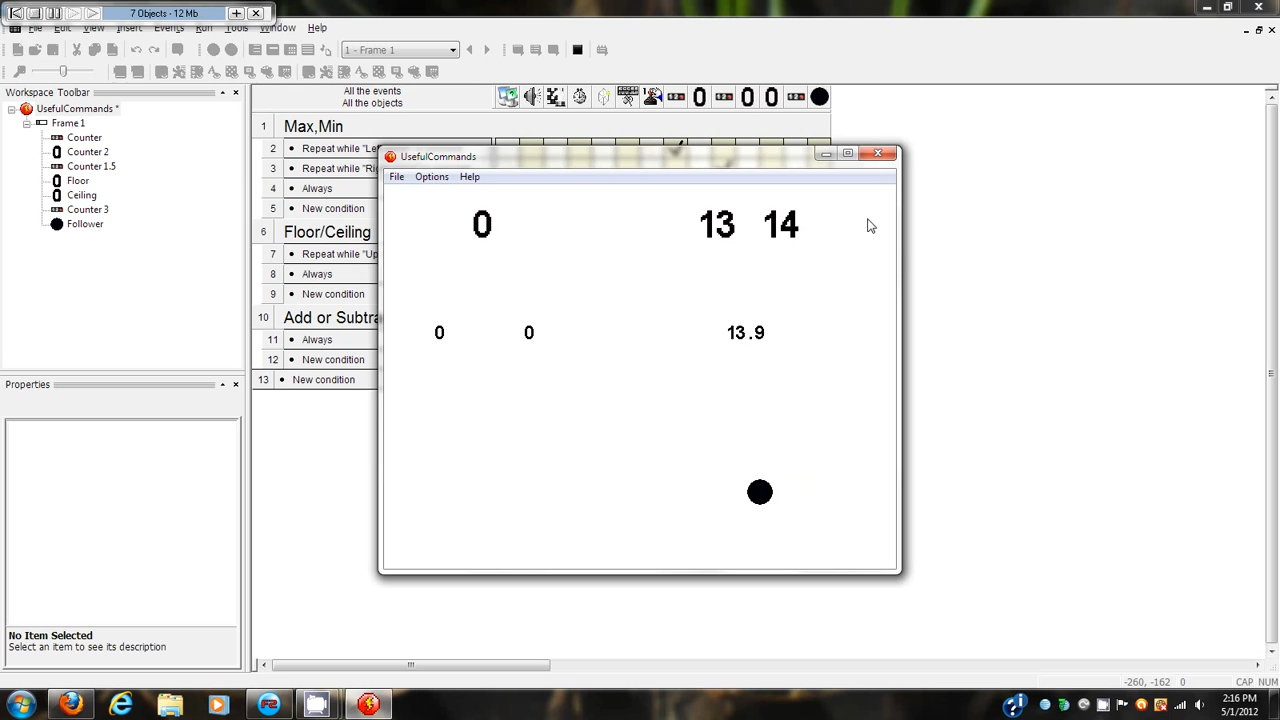 7 Objects - 12 Mb
File Edit View Insert Events Run Tools Window Help
1 - Frame 1
Workspace Toolbar
UsefulCommands *
Frame 1
Counter
Counter 2
Counter 1.5
Floor
Ceiling
Counter 3
Follower
Properties
No Item Selected
Select an item to see its description
All the events
All the objects
1 Max,Min
2 • Repeat while "Le
3 • Repeat while "Ri
4 • Always
5 • New condition
6 Floor/Ceiling
7 • Repeat while "Up
8 • Always
9 • New condition
10 Add or Subtra
11 • Always
12 • New condition
13 • New condition
UsefulCommands
File Options Help
0 13 14
0 0 13.9
-260, -162 0 CAP NUM
2:16 PM
5/1/2012